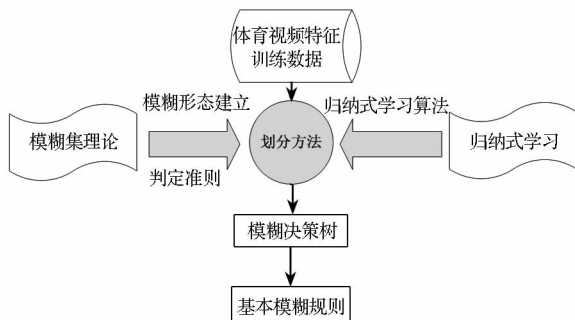 体育视频特征
训练数据
模糊形态建立
归纳式学习算法
模糊集理论
划分方法
归纳式学习
判定准则
模糊决策树
基本模糊规则